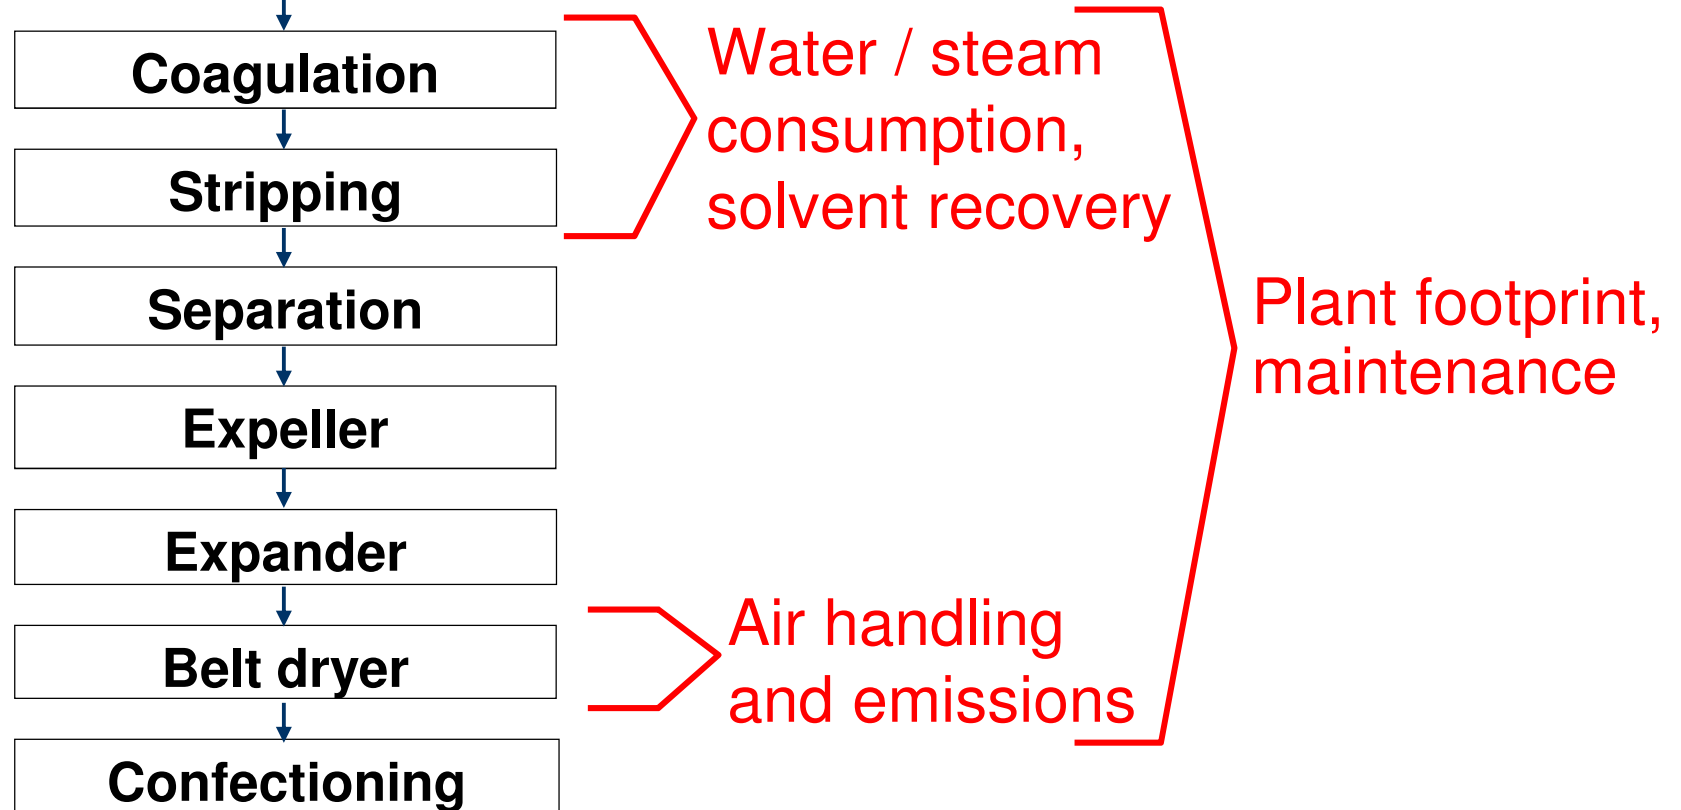 Coagulation
Stripping
Separation
Expeller
Expander
Belt dryer
Confectioning
Water / steam
consumption,
solvent recovery
Air handling
and emissions
Plant footprint,
maintenance